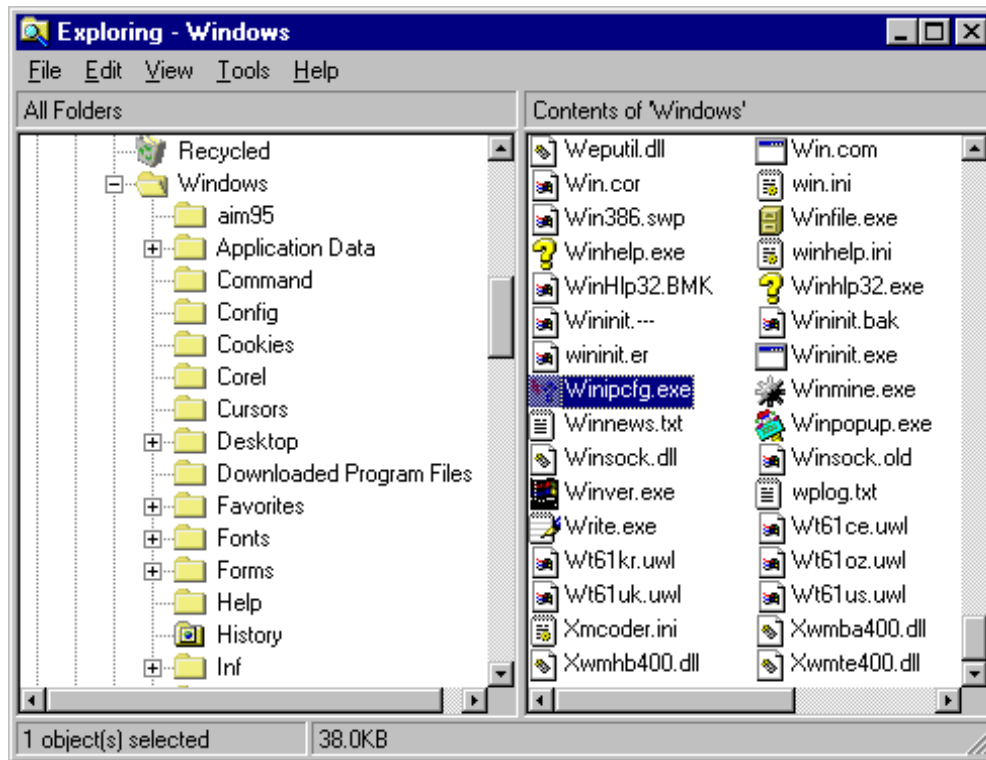 Exploring - Windows
File Edit View Tools Help
All Folders
Contents of 'Windows'
Recycled
Windows
aim95
Application Data
Command
Config
Cookies
Corel
Cursors
Desktop
Downloaded Program Files
Favorites
Fonts
Forms
Help
History
Inf
Weputil.dll Win.com
Win.cor win.ini
Win386.swp Winfile.exe
Winhelp.exe winhelp.ini
WinHlp32.BMK Winhlp32.exe
Wininit.--- Wininit.bak
wininit.er Wininit.exe
Winipcfg.exe Winmine.exe
Winnews.txt Winpopup.exe
Winsock.dll Winsock.old
Winver.exe wplog.txt
Write.exe Wt61ce.uwl
Wt61kr.uwl Wt61oz.uwl
Wt61uk.uwl Wt61us.uwl
Xmcoder.ini Xwmba400.dll
Xwmhb400.dll Xwmte400.dll
1 object(s) selected 38.0KB